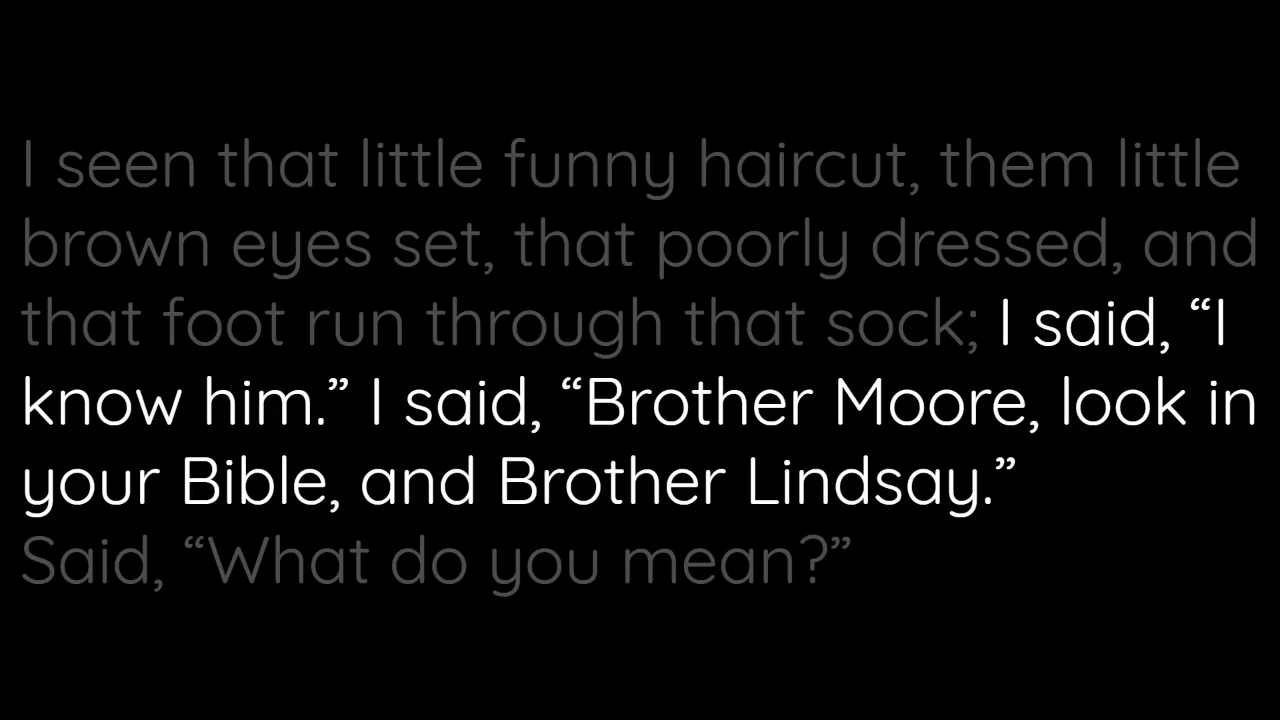 I seen that little funny haircut, them little
brown eyes set, that poorly dressed, and
that foot run through that sock; I said, “I
know him.” I said, “Brother Moore, look in
your Bible, and Brother Lindsay.”
Said, “What do you mean?”